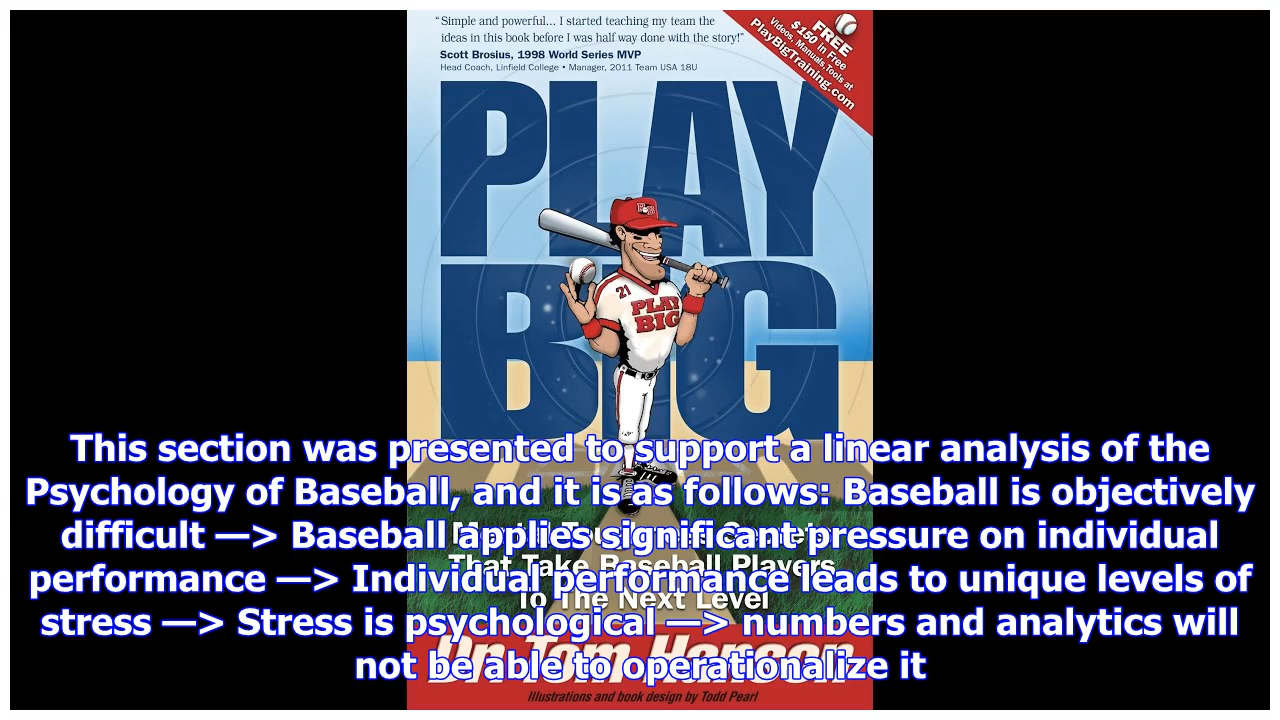 “Simple and powerful... I started teaching my team the
ideas in this book before I was half way done with the story!”
Scott Brosius, 1998 World Series MVP
Head Coach, Linfield College • Manager, 2011 Team USA 18U
FREE
$150 in Free
Videos, Manuals, Tools at
PlayBigTraining.com
PLAY
BIG
PB
21
PLAY
BIG
This section was presented to support a linear analysis of the
Psychology of Baseball, and it is as follows: Baseball is objectively
difficult —> Baseball applies significant pressure on individual
performance —> Individual performance leads to unique levels of
stress —> Stress is psychological —> numbers and analytics will
not be able to operationalize it
That Take Baseball Players
To The Next Level
Dr. Tom Hanson
Illustrations and book design by Todd Pearl